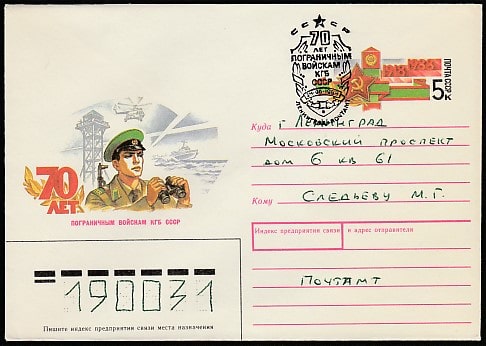 СССР
70
ЛЕТ
ПОГРАНИЧНЫМ
ВОЙСКАМ
КГБ
СССР
ПОЧТА СССР
5к
Куда
г Ленинград
Московский проспект
дом 6 кв 61
Кому
Следьеву М.Г.
70
ЛЕТ
ПОГРАНИЧНЫМ ВОЙСКАМ КГБ СССР
Индекс предприятия связи
и адрес отправителя
Почтамт
190031
Пишите индекс предприятия связи места назначения